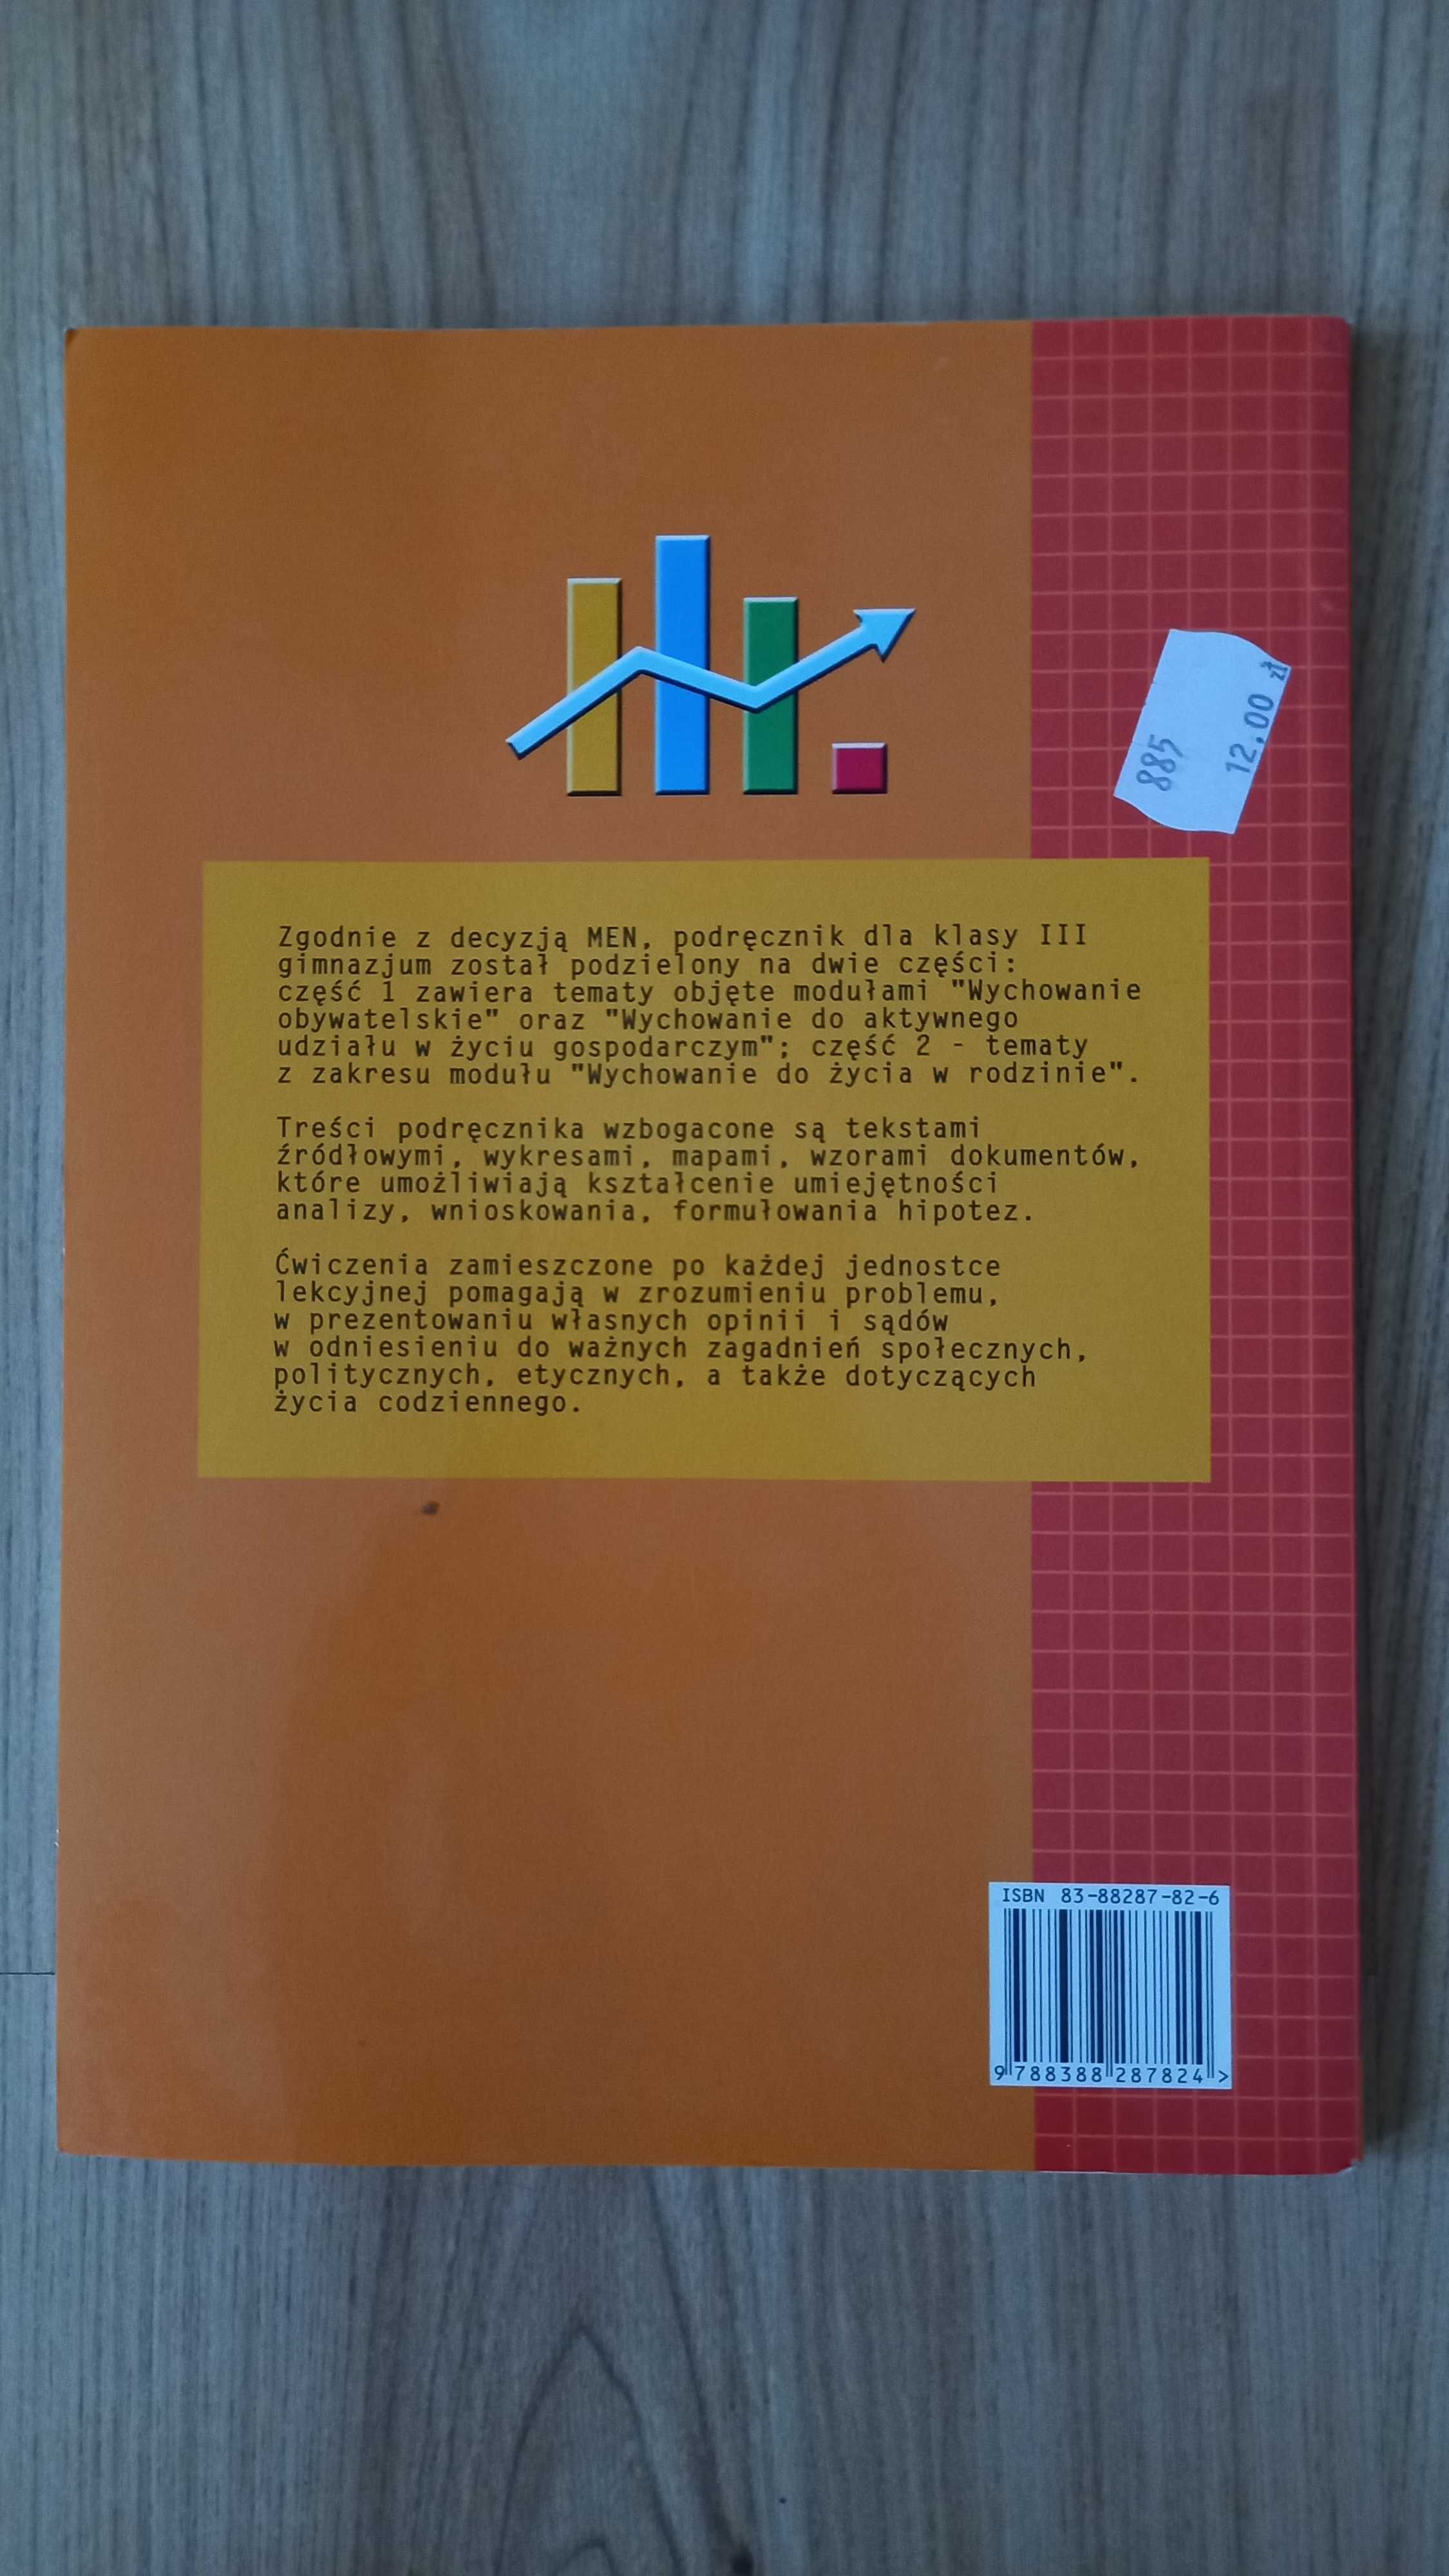 885
12.00 zł
Zgodnie z decyzją MEN, podręcznik dla klasy III
gimnazjum został podzielony na dwie części:
część 1 zawiera tematy objęte modułami "Wychowanie
obywatelskie" oraz "Wychowanie do aktywnego
udziału w życiu gospodarczym"; część 2 - tematy
z zakresu modułu "Wychowanie do życia w rodzinie".
Treści podręcznika wzbogacone są tekstami
źródłowymi, wykresami, mapami, wzorami dokumentów,
które umożliwiają kształcenie umiejętności
analizy, wnioskowania, formułowania hipotez.
Ćwiczenia zamieszczone po każdej jednostce
lekcyjnej pomagają w zrozumieniu problemu,
w prezentowaniu własnych opinii i sądów
w odniesieniu do ważnych zagadnień społecznych,
politycznych, etycznych, a także dotyczących
życia codziennego.
ISBN 83-88287-82-6
9 788388 287824 >